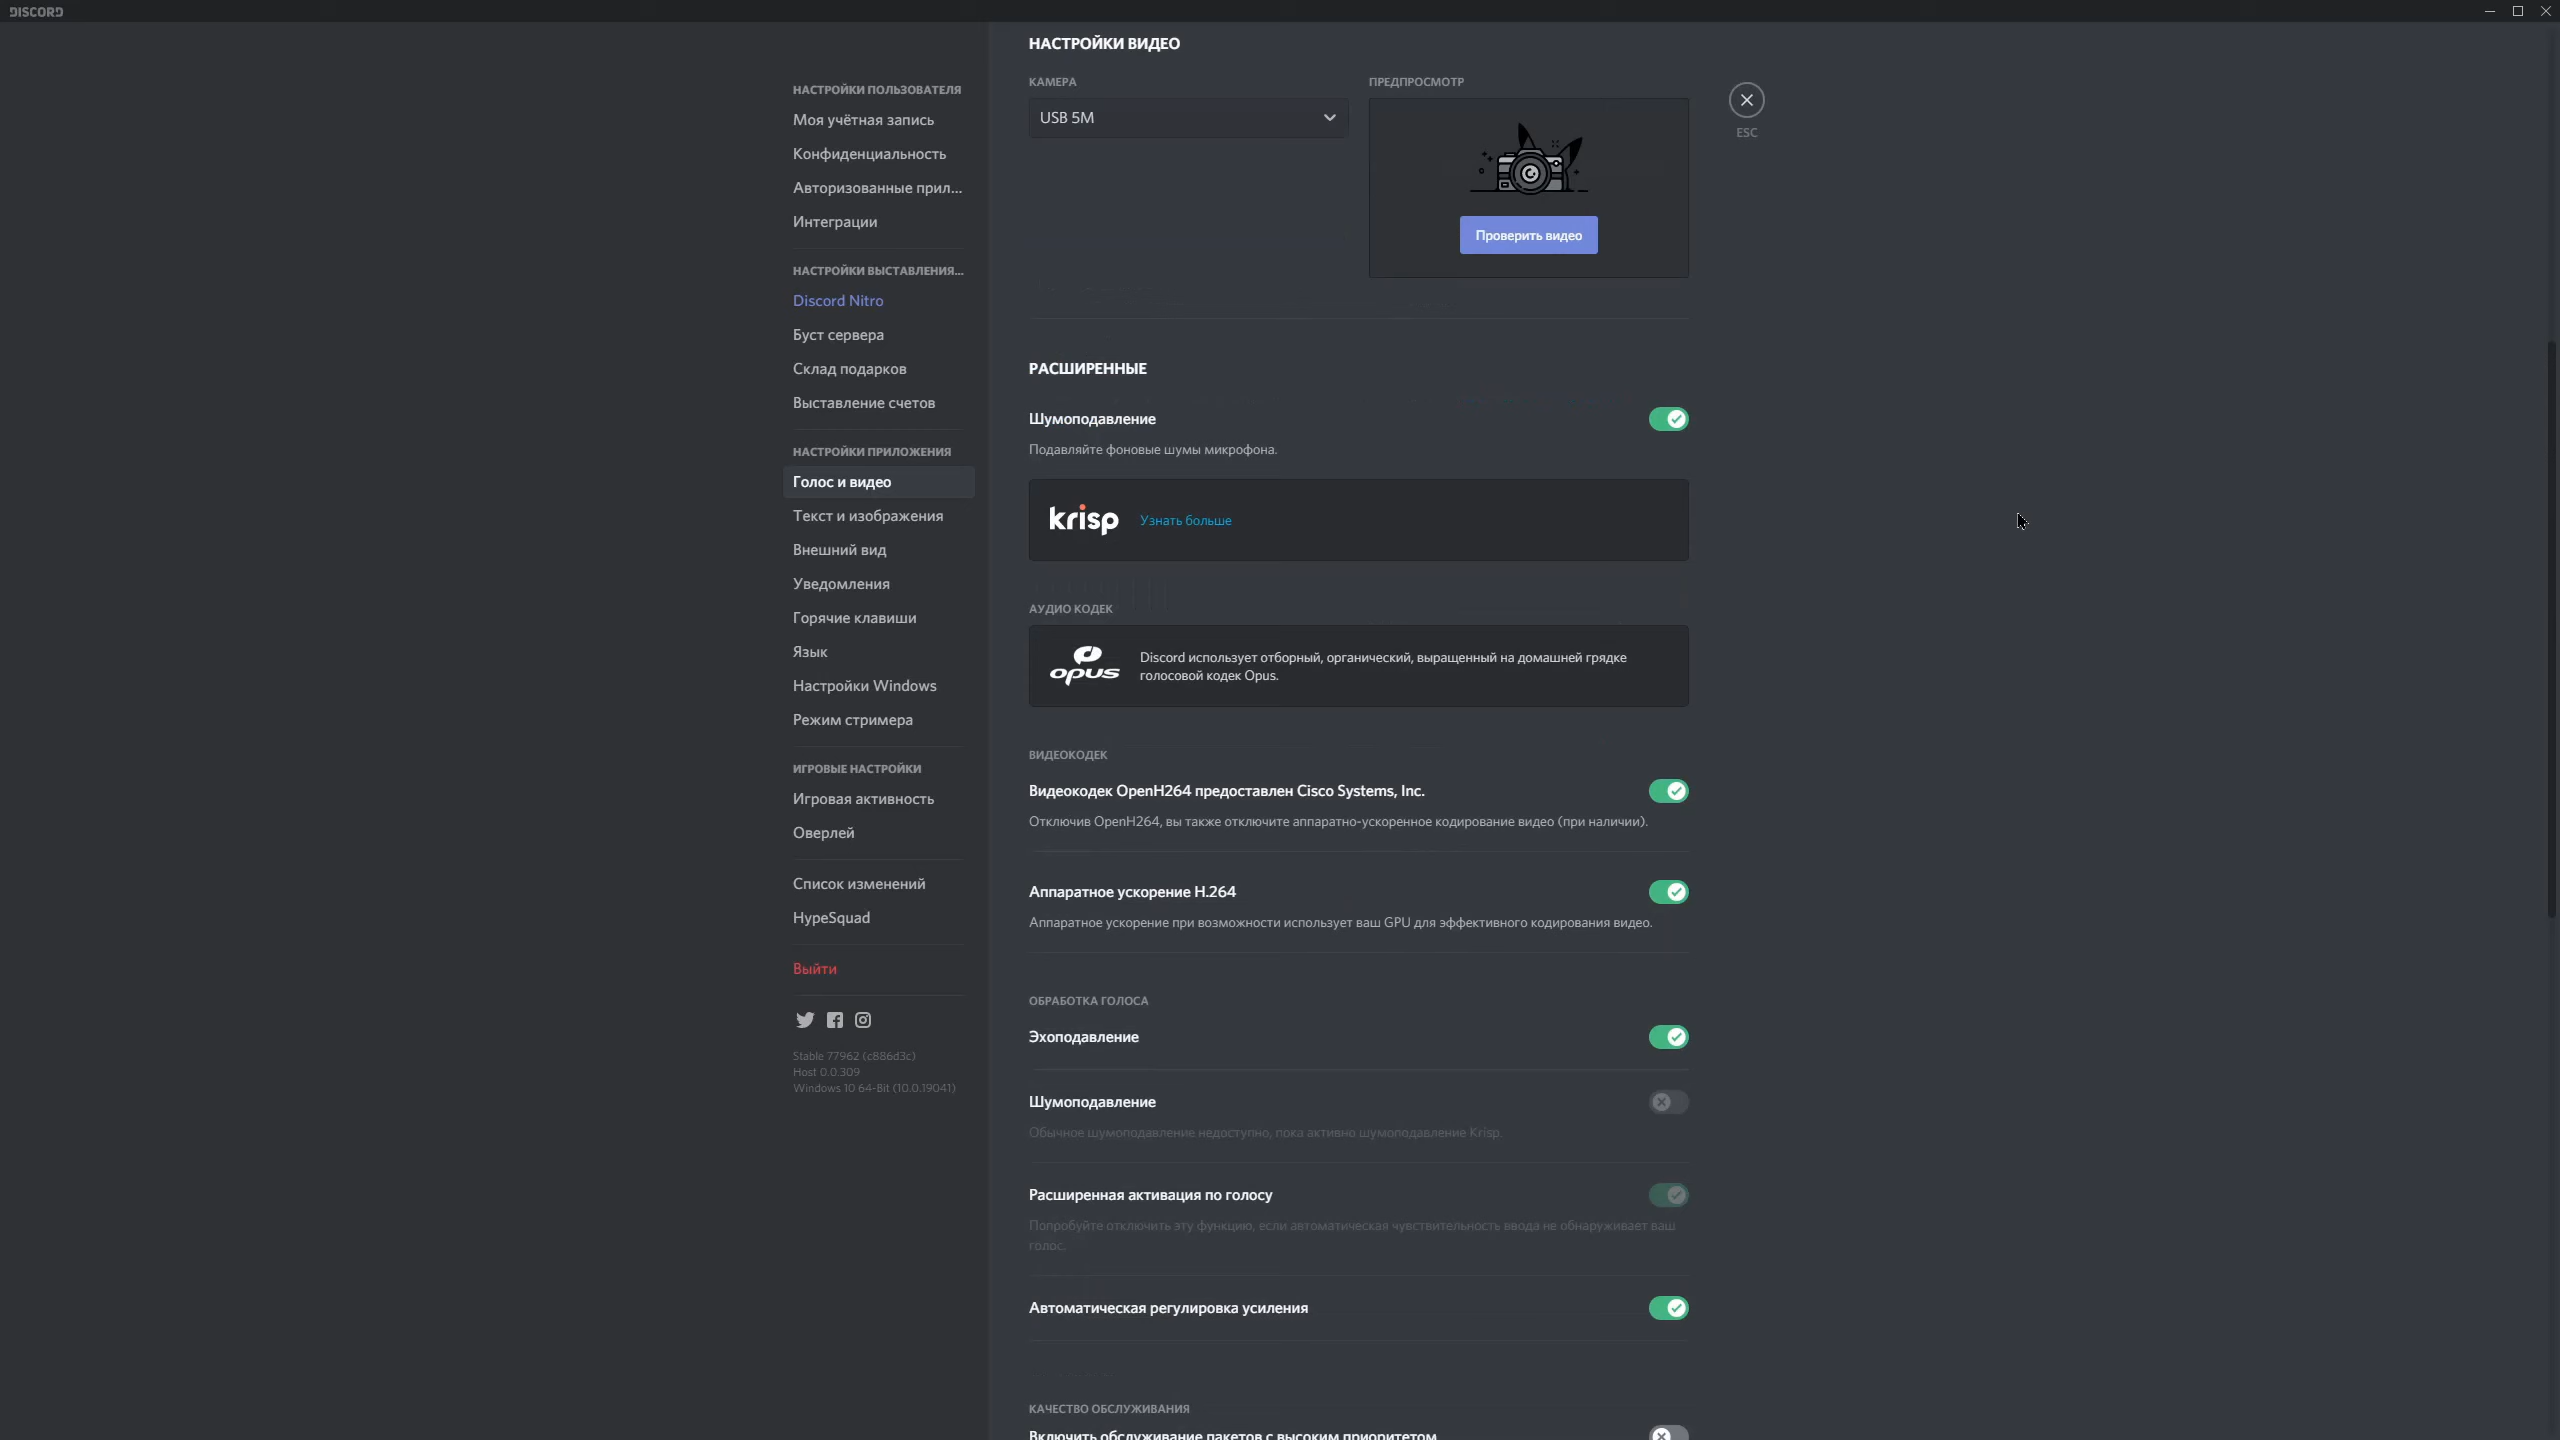 DISCORD
НАСТРОЙКИ ПОЛЬЗОВАТЕЛЯ
Моя учётная запись
Конфиденциальность
Авторизованные прил...
Интеграции
НАСТРОЙКИ ВЫСТАВЛЕНИЯ...
Discord Nitro
Буст сервера
Склад подарков
Выставление счетов
НАСТРОЙКИ ПРИЛОЖЕНИЯ
Голос и видео
Текст и изображения
Внешний вид
Уведомления
Горячие клавиши
Язык
Настройки Windows
Режим стримера
ИГРОВЫЕ НАСТРОЙКИ
Игровая активность
Оверлей
Список изменений
HypeSquad
Выйти
Stable 77962 (c886d3c)
Host 0.0.309
Windows 10 64-Bit (10.0.19041)
НАСТРОЙКИ ВИДЕО
КАМЕРА
USB 5M
ПРЕДПРОСМОТР
Проверить видео
ESC
РАСШИРЕННЫЕ
Шумоподавление
Подавляйте фоновые шумы микрофона.
krisp Узнать больше
АУДИО КОДЕК
opus
Discord использует отборный, органический, выращенный на домашней грядке
голосовой кодек Opus.
ВИДЕОКОДЕК
Видеокодек OpenH264 предоставлен Cisco Systems, Inc.
Отключив OpenH264, вы также отключите аппаратно-ускоренное кодирование видео (при наличии).
Аппаратное ускорение H.264
Аппаратное ускорение при возможности использует ваш GPU для эффективного кодирования видео.
ОБРАБОТКА ГОЛОСА
Эхоподавление
Шумоподавление
Обычное шумоподавление недоступно, пока активно шумоподавление Krisp.
Расширенная активация по голосу
Попробуйте отключить эту функцию, если автоматическая чувствительность ввода не обнаруживает ваш
голос.
Автоматическая регулировка усиления
КАЧЕСТВО ОБСЛУЖИВАНИЯ
Включить обслуживание пакетов с высоким приоритетом